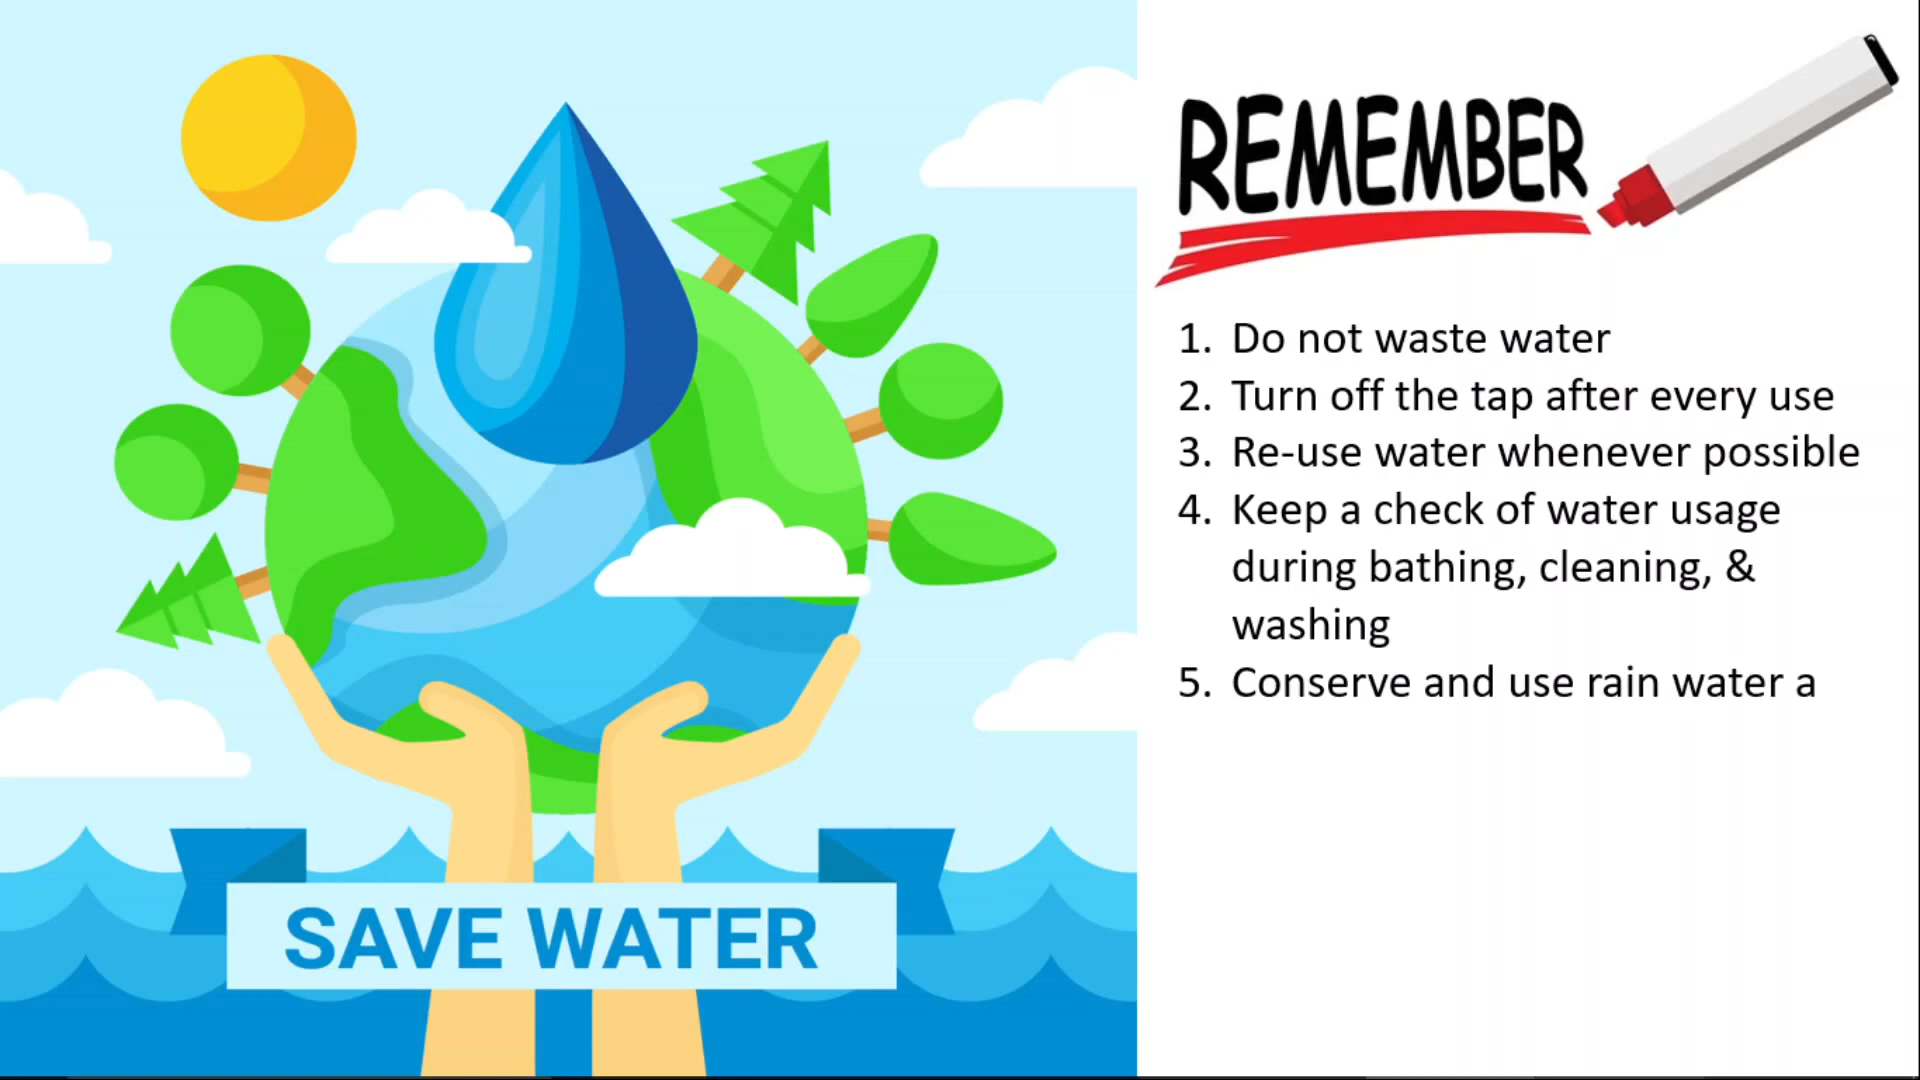 SAVE WATER
REMEMBER
1. Do not waste water
2. Turn off the tap after every use
3. Re-use water whenever possible
4. Keep a check of water usage
during bathing, cleaning, &
washing
5. Conserve and use rain water a